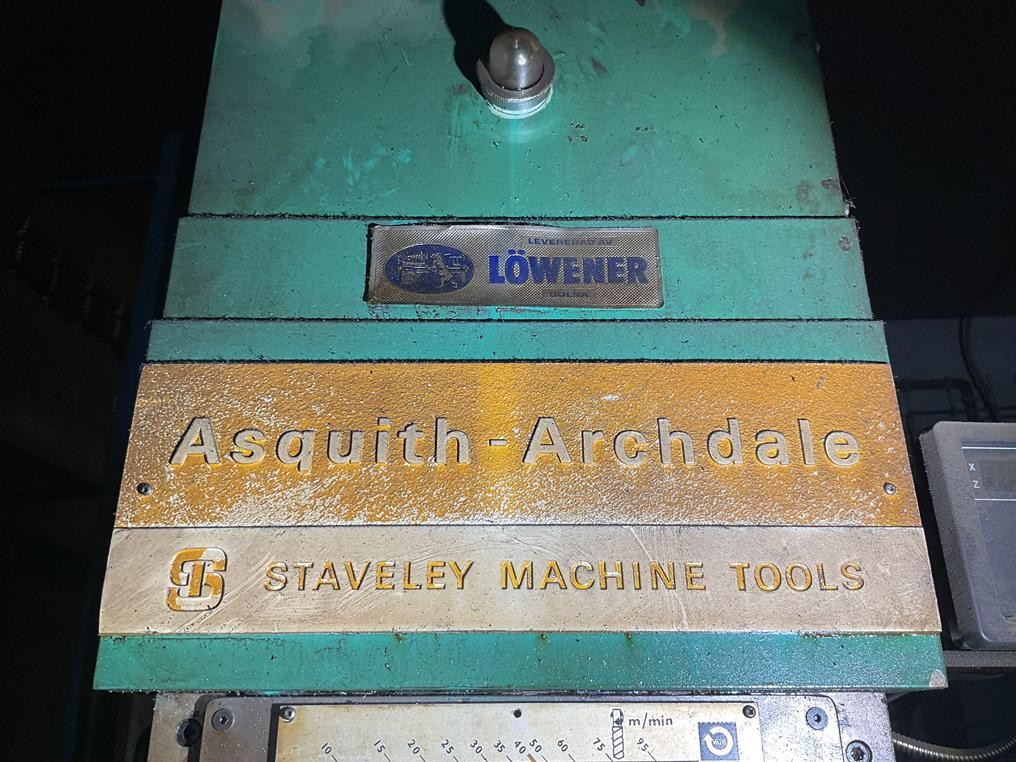 LEVERERAD AV
LÖWENER
SOLNA
Asquith-Archdale
STAVELEY MACHINE TOOLS
X
Z
m/min
10 15 20 25 30 35 40 50 60 75 95